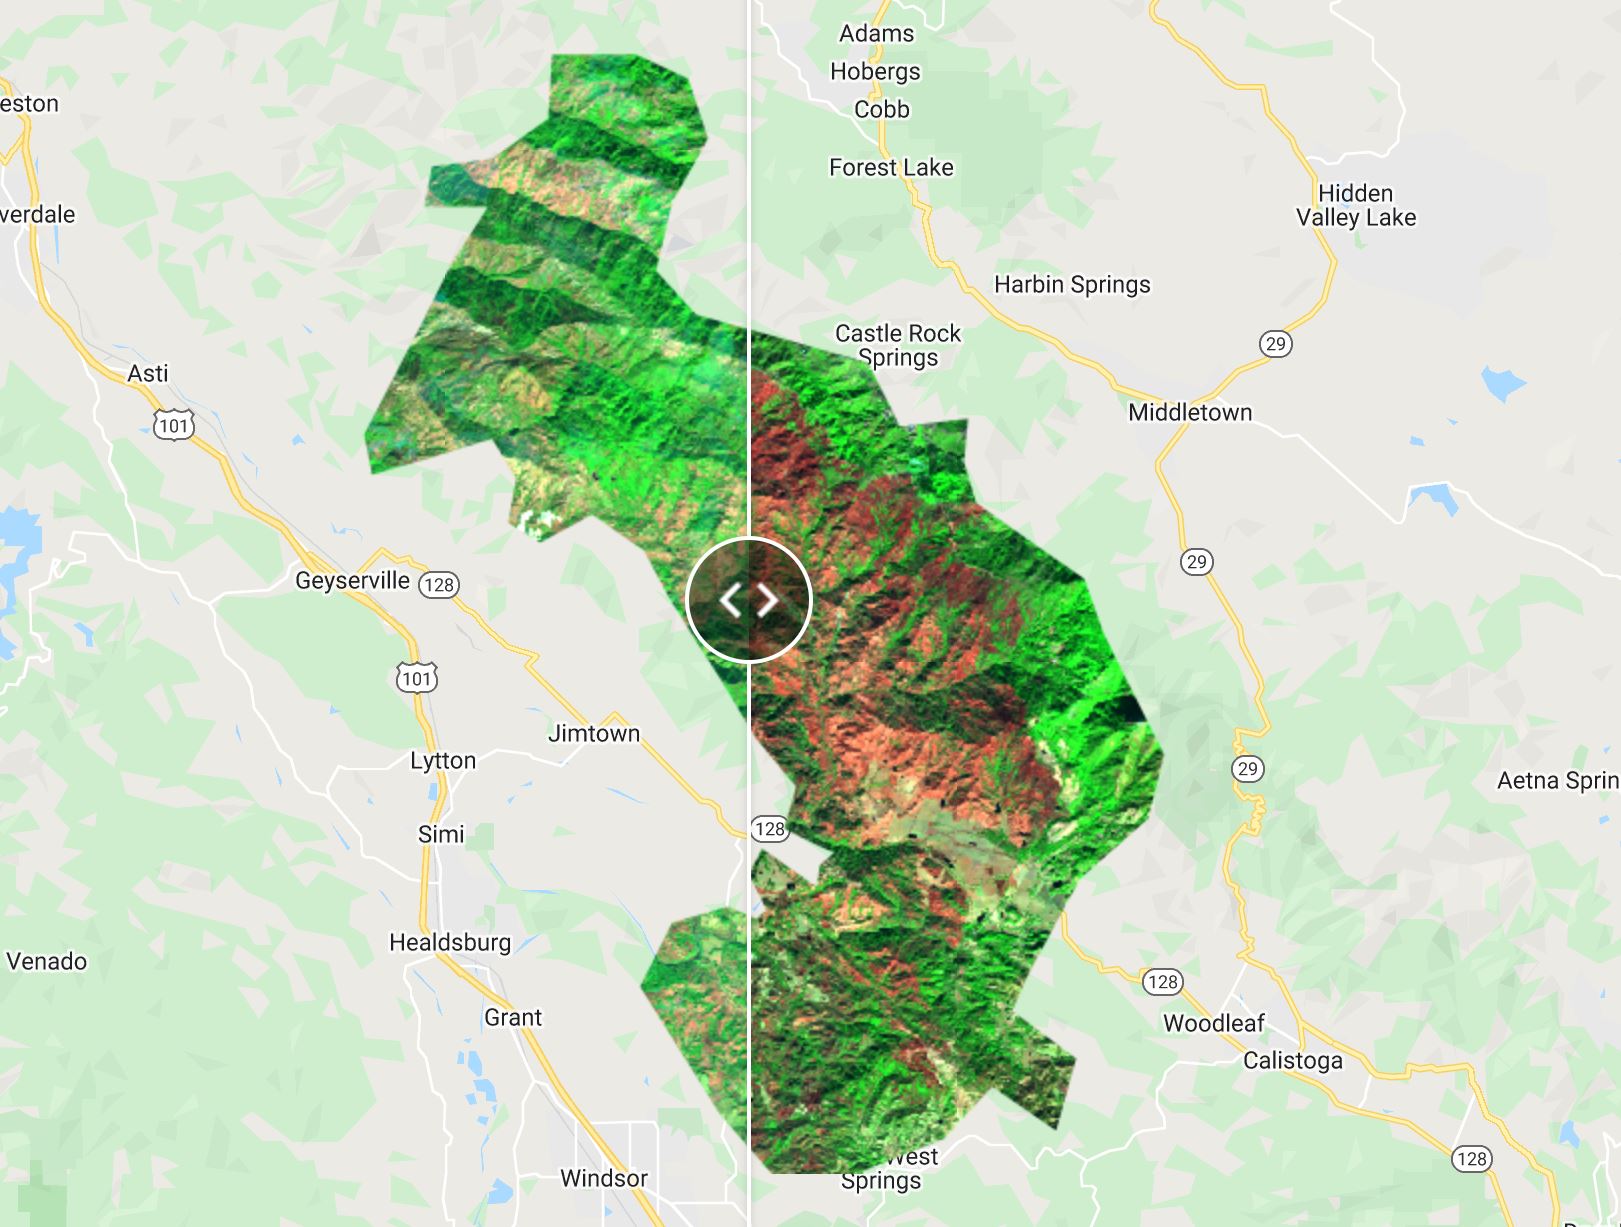 Adams
Hobergs
Cobb
eston
Forest Lake
Hidden
Valley Lake
verdale
Harbin Springs
Castle Rock
Springs
29
Asti
101
Middletown
29
Geyserville
128
101
Jimtown
Lytton
29
Aetna Sprin
128
Simi
Healdsburg
Venado
128
Grant
Woodleaf
Calistoga
West
Springs
128
Windsor